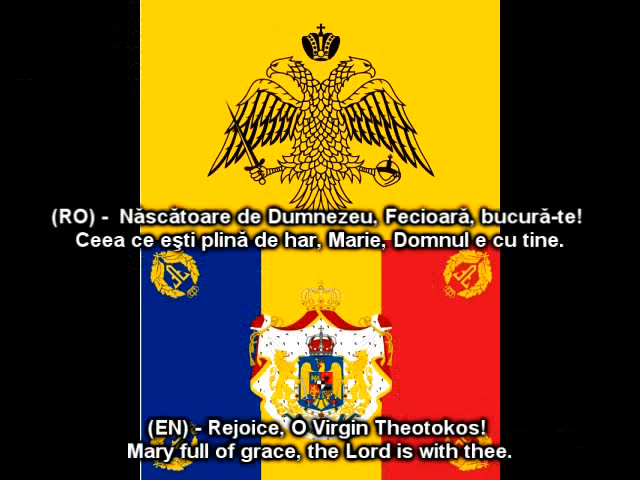 (RO) - Născătoare de Dumnezeu, Fecioară, bucură-te!
Ceea ce eşti plină de har, Marie, Domnul e cu tine.
(EN) - Rejoice, O Virgin Theotokos!
Mary full of grace, the Lord is with thee.